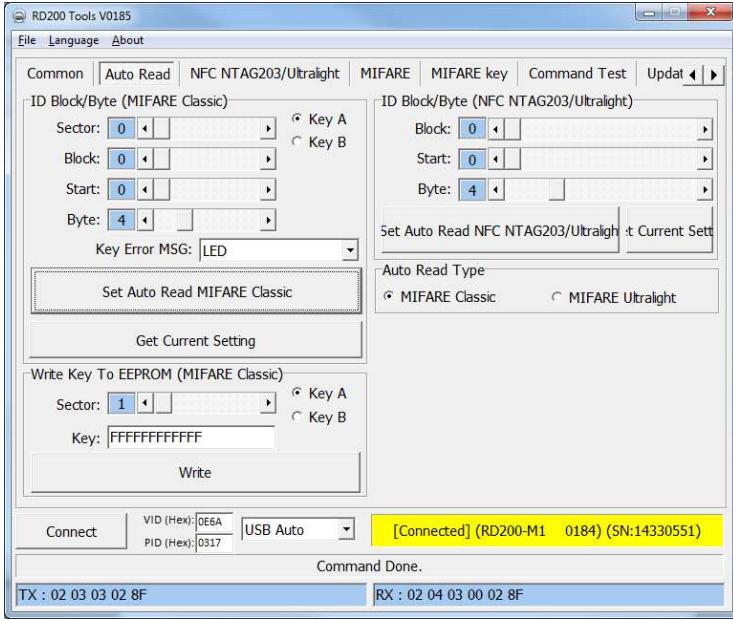 RD200 Tools V0185
File Language About
Common Auto Read NFC NTAG203/Ultralight MIFARE MIFARE key Command Test Updat
ID Block/Byte (MIFARE Classic)
Sector: 0
Key A
Key B
Block: 0
Start: 0
Byte: 4
Key Error MSG: LED
Set Auto Read MIFARE Classic
Get Current Setting
Write Key To EEPROM (MIFARE Classic)
Sector: 1
Key A
Key B
Key: FFFFFFFFFFFF
Write
ID Block/Byte (NFC NTAG203/Ultralight)
Block: 0
Start: 0
Byte: 4
Set Auto Read NFC NTAG203/Ultraligh t Current Sett
Auto Read Type
MIFARE Classic MIFARE Ultralight
Connect
VID (Hex): 0E6A
PID (Hex): 0317
USB Auto
[Connected] (RD200-M1 0184) (SN:14330551)
Command Done.
TX : 02 03 03 02 8F
RX : 02 04 03 00 02 8F